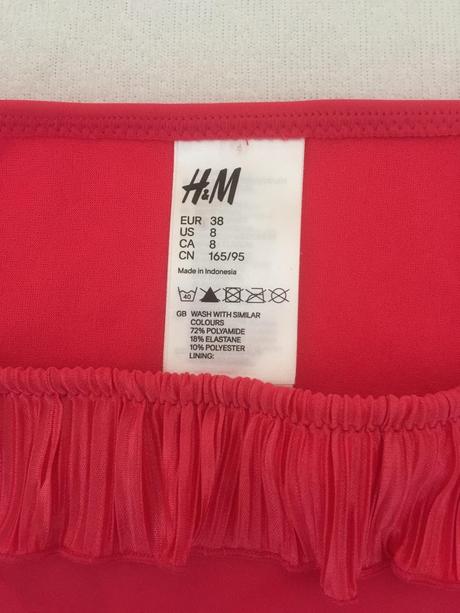 H&M
EUR 38
US 8
CA 8
CN 165/95
Made in Indonesia
40
GB WASH WITH SIMILAR
COLOURS
72% POLYAMIDE
18% ELASTANE
10% POLYESTER
LINING: